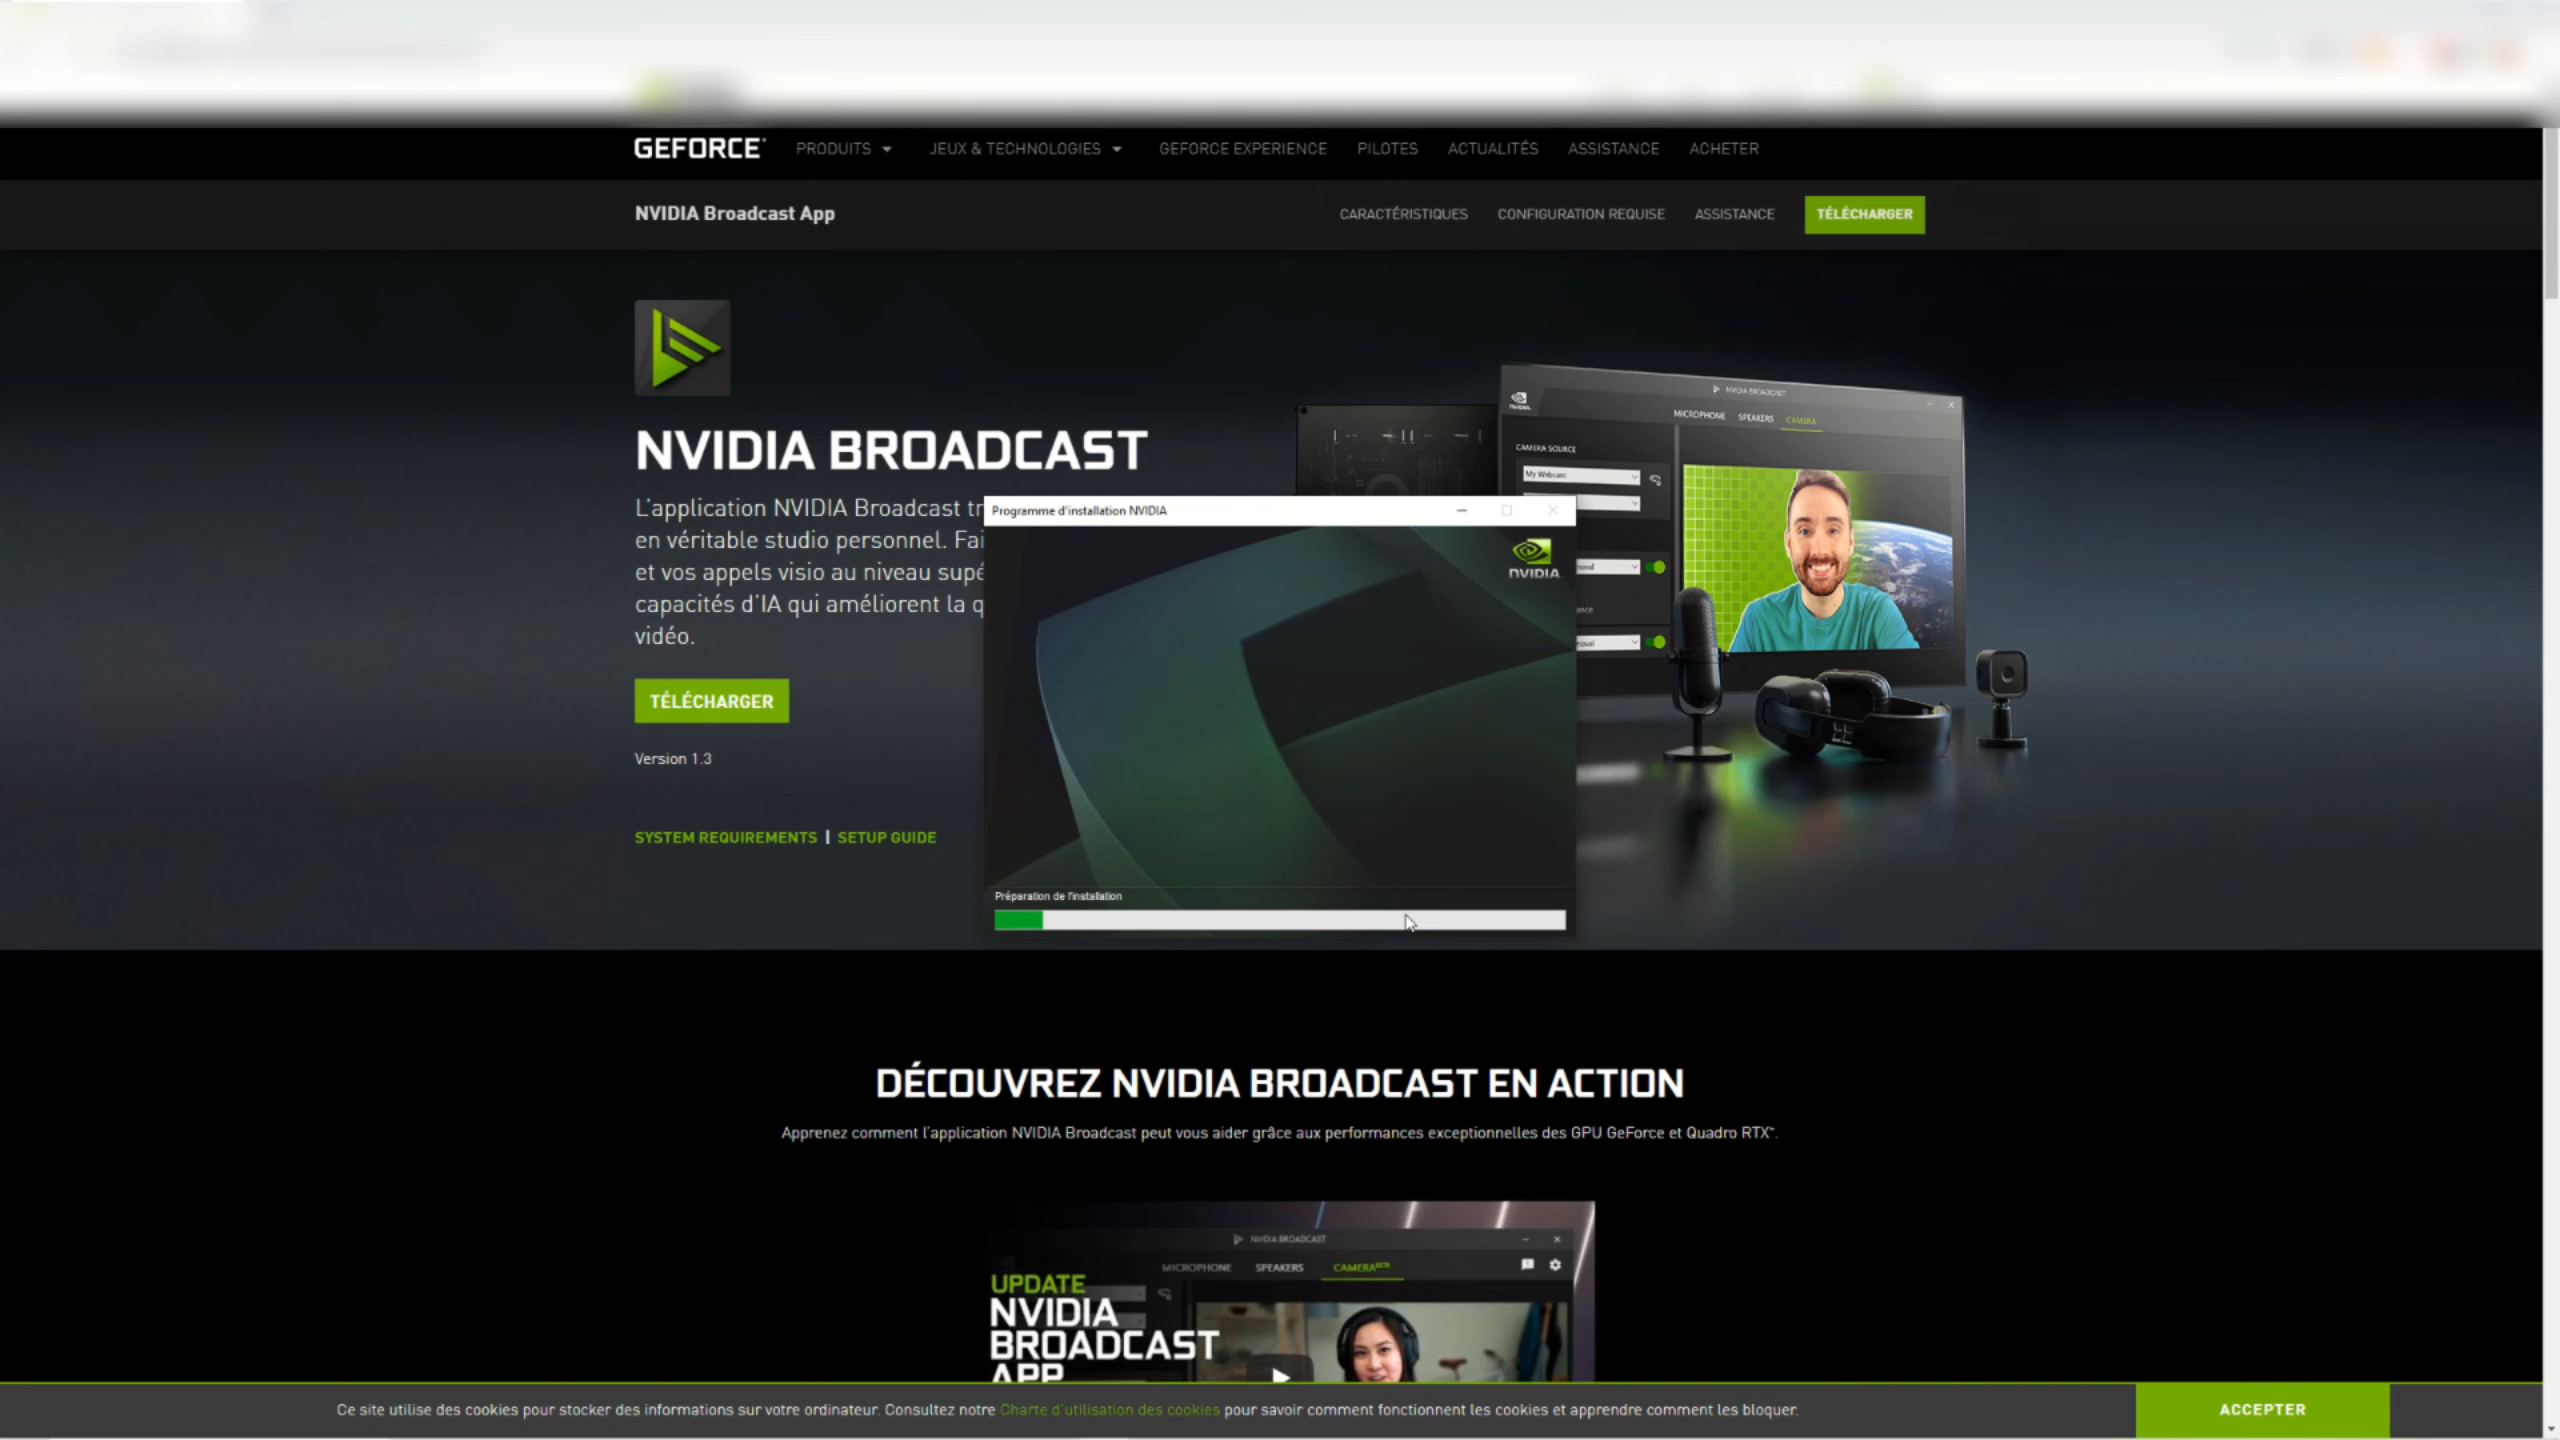 GEFORCE PRODUITS JEUX & TECHNOLOGIES GEFORCE EXPERIENCE PILOTES ACTUALITÉS ASSISTANCE ACHETER
NVIDIA Broadcast App CARACTÉRISTIQUES CONFIGURATION REQUISE ASSISTANCE TÉLÉCHARGER
NVIDIA BROADCAST
L'application NVIDIA Broadcast tr
en véritable studio personnel. Fai
et vos appels visio au niveau supé
capacités d'IA qui améliorent la q
vidéo.
TÉLÉCHARGER
Version 1.3
SYSTEM REQUIREMENTS | SETUP GUIDE
NVIDIA BROADCAST
NVIDIA
MICROPHONE SPEAKERS CAMERA
CAMERA SOURCE
My Webcam
moval
ance
moval
Programme d'installation NVIDIA
NVIDIA
Préparation de l'installation
DÉCOUVREZ NVIDIA BROADCAST EN ACTION
Apprenez comment l'application NVIDIA Broadcast peut vous aider grâce aux performances exceptionnelles des GPU GeForce et Quadro RTX™.
NVIDIA BROADCAST
MICROPHONE SPEAKERS CAMERA BETA
UPDATE
NVIDIA
BROADCAST
APP
Ce site utilise des cookies pour stocker des informations sur votre ordinateur. Consultez notre Charte d'utilisation des cookies pour savoir comment fonctionnent les cookies et apprendre comment les bloquer.
ACCEPTER